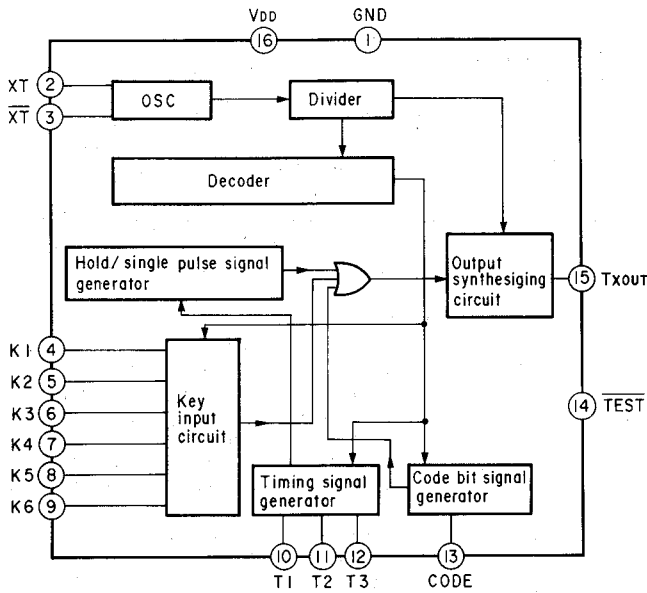 VDD
GND
16
1
XT 2
OSC
Divider
XT 3
Decoder
Hold/single pulse signal
generator
Output
synthesiging
circuit
15 TXOUT
K1 4
K2 5
K3 6
K4 7
K5 8
K6 9
Key
input
circuit
14 TEST
Timing signal
generator
Code bit signal
generator
10
11
12
13
T1
T2
T3
CODE